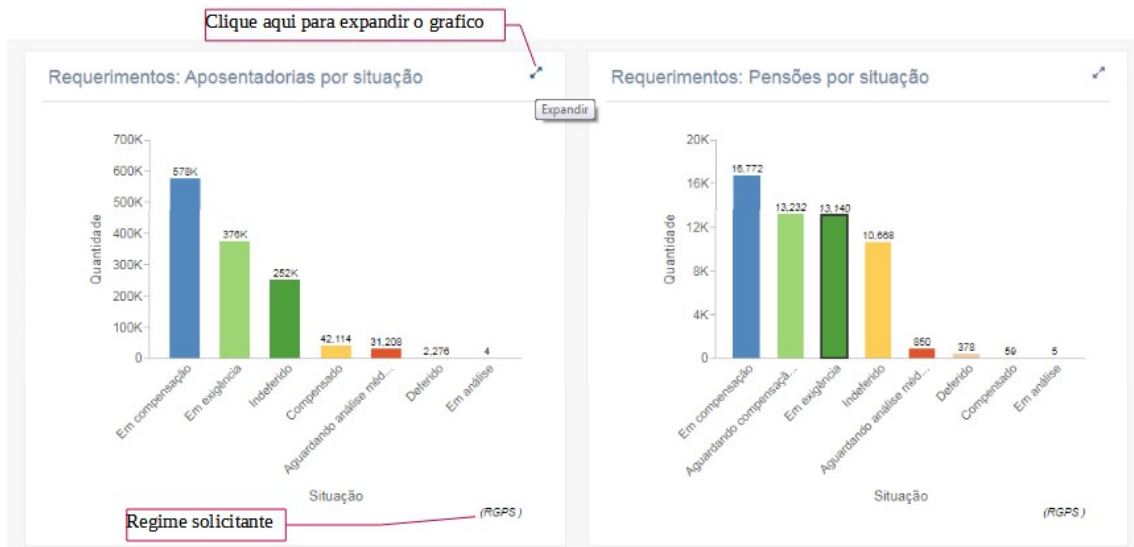 Clique aqui para expandir o grafico
Requerimentos: Aposentadorias por situação
Expandir
700K
600K
500K
400K
300K
200K
100K
0
Quantidade
578K
376K
252K
42,114
31,208
2,276
4
Em compensação
Em exigência
Indeferido
Compensado
Aguardando análise méd...
Deferido
Em análise
Situação
(RGPS)
Regime solicitante
Requerimentos: Pensões por situação
20K
16K
12K
8K
4K
0
Quantidade
16,772
13,232
13,140
10,668
850
378
59
5
Em compensação
Aguardando compensaçã...
Em exigência
Indeferido
Aguardando análise méd...
Deferido
Compensado
Em análise
Situação
(RGPS)